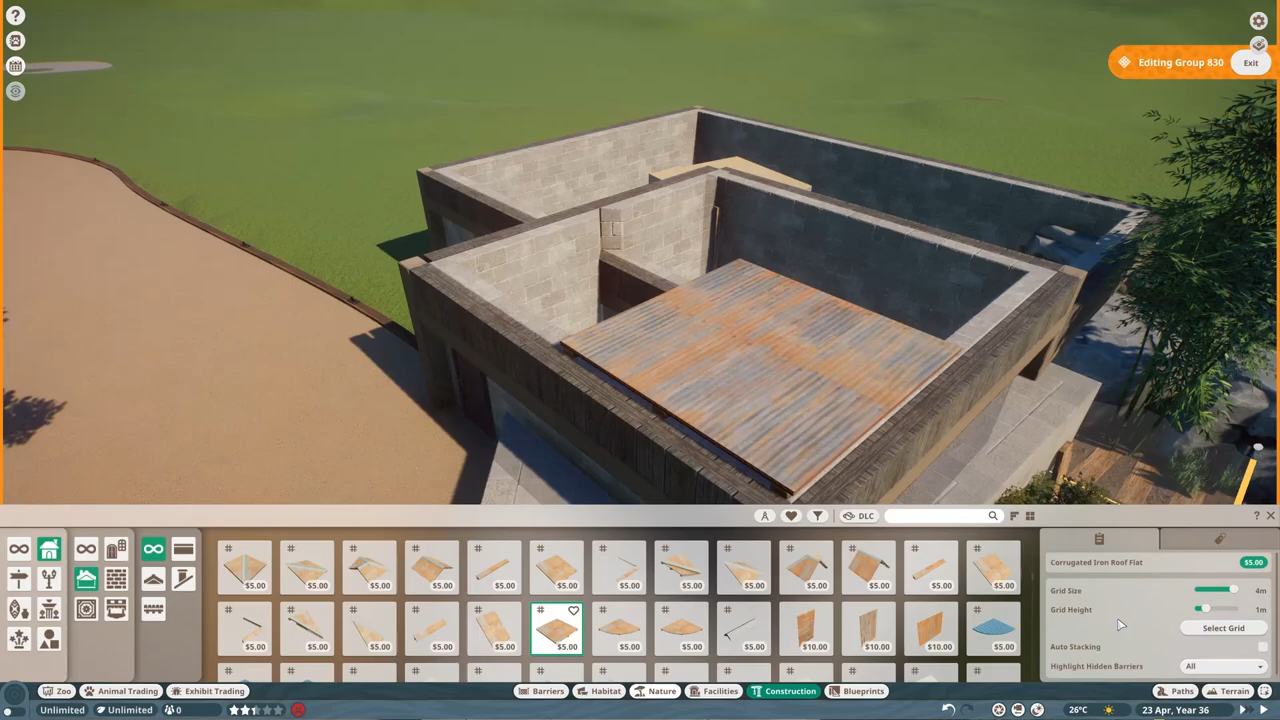 ?
Editing Group 830
Exit
DLC
? ×
$5.00 $5.00 $5.00 $5.00 $5.00 $5.00 $5.00 $5.00 $5.00 $5.00 $5.00 $5.00 $5.00
$5.00 $5.00 $5.00 $5.00 $5.00 $5.00 $5.00 $5.00 $5.00 $10.00 $10.00 $10.00 $5.00
Corrugated Iron Roof Flat $5.00
Grid Size 4m
Grid Height 1m
Select Grid
Auto Stacking
Highlight Hidden Barriers All
Zoo Animal Trading Exhibit Trading Barriers Habitat Nature Facilities Construction Blueprints Paths Terrain
Unlimited Unlimited 0 26°C 23 Apr, Year 36